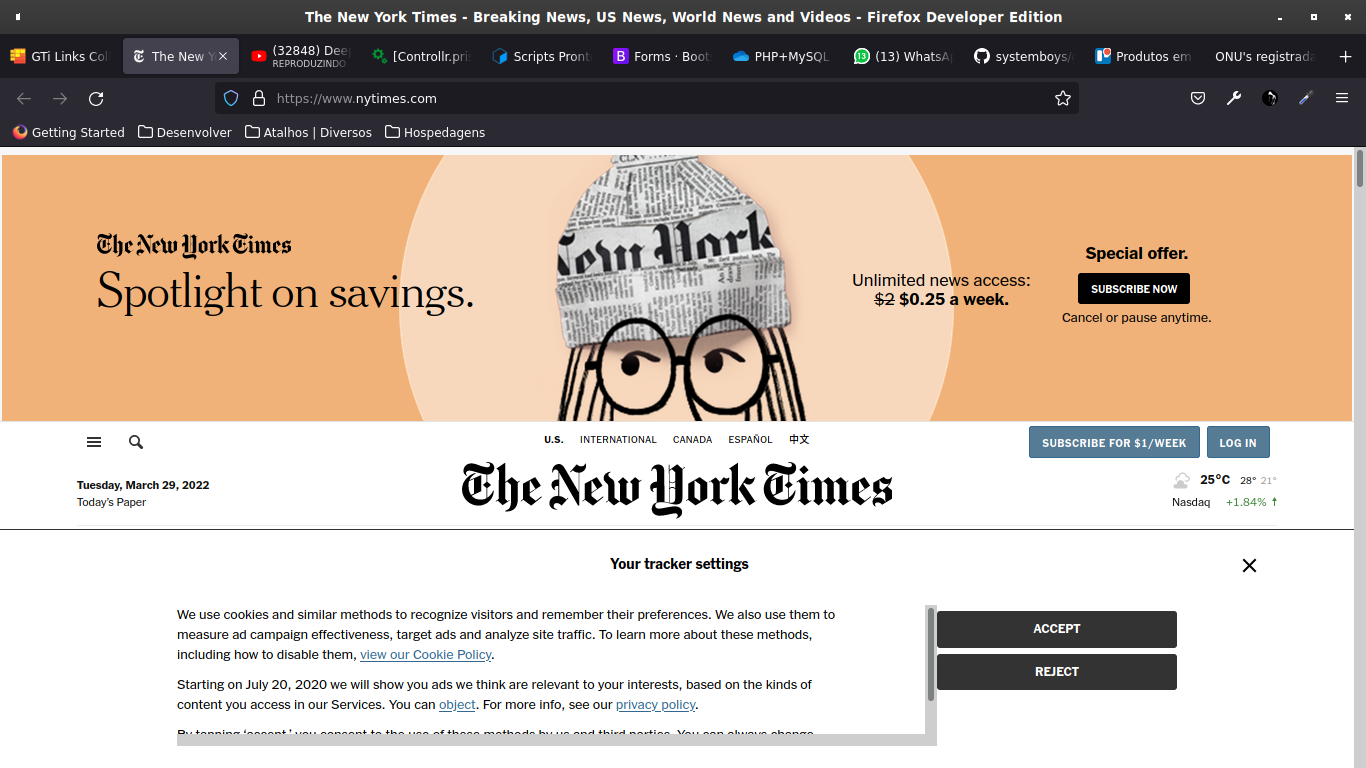 The New York Times - Breaking News, US News, World News and Videos - Firefox Developer Edition
GTi Links Col
The New Y
(32848) Dee
REPRODUZINDO
[Controllr.pris
Scripts Pront
Forms · Boots
PHP+MySQL
(13) WhatsA
systemboys/
Produtos em
ONU's registrada
https://www.nytimes.com
Getting Started
Desenvolver
Atalhos | Diversos
Hospedagens
CLXV
New York
The New York Times
Spotlight on savings.
Unlimited news access:
$2 $0.25 a week.
Special offer.
SUBSCRIBE NOW
Cancel or pause anytime.
U.S. INTERNATIONAL CANADA ESPAÑOL 中文
SUBSCRIBE FOR $1/WEEK
LOG IN
Tuesday, March 29, 2022
Today's Paper
The New York Times
25°C 28° 21°
Nasdaq +1.84%
Your tracker settings
We use cookies and similar methods to recognize visitors and remember their preferences. We also use them to
measure ad campaign effectiveness, target ads and analyze site traffic. To learn more about these methods,
including how to disable them, view our Cookie Policy.
Starting on July 20, 2020 we will show you ads we think are relevant to your interests, based on the kinds of
content you access in our Services. You can object. For more info, see our privacy policy.
By tapping 'accept,' you consent to the use of these methods by us and third parties. You can always change
ACCEPT
REJECT